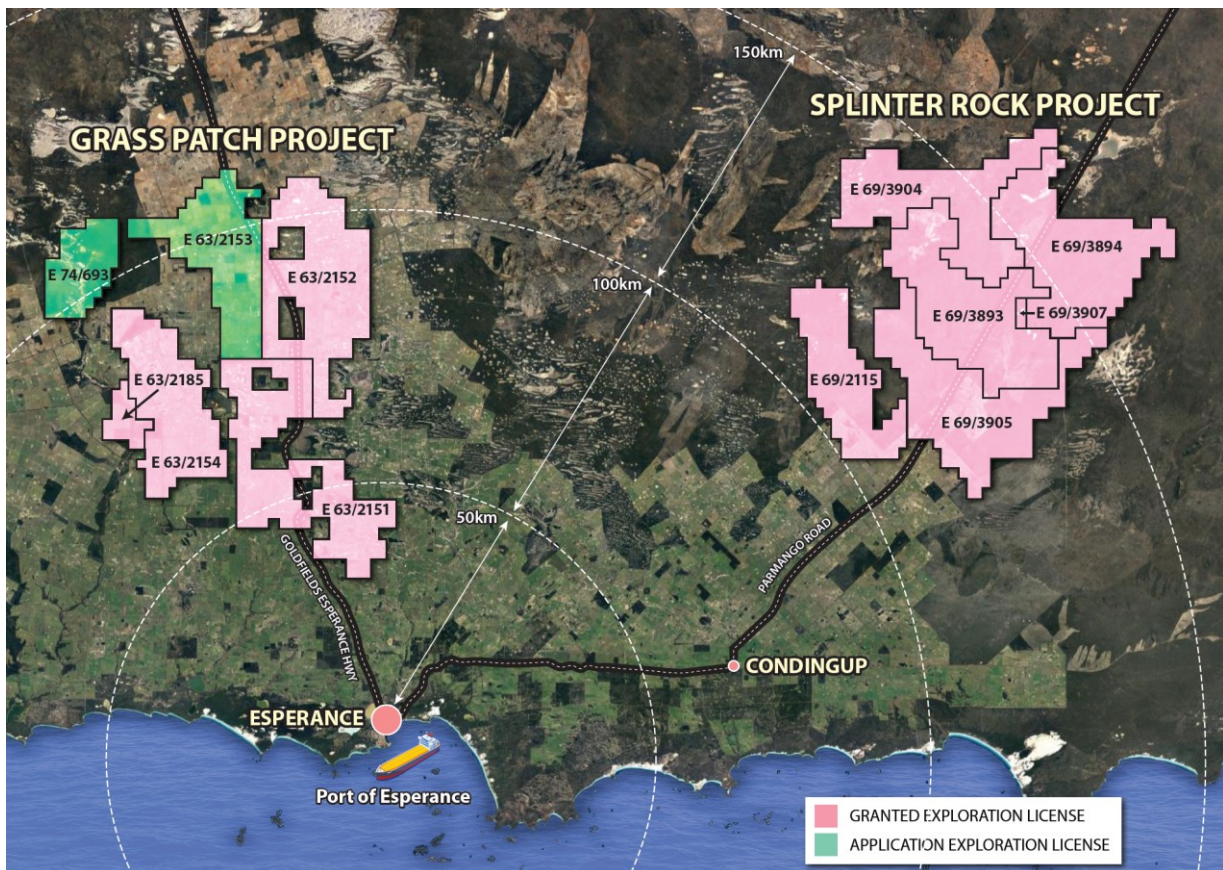 150km
SPLINTER ROCK PROJECT
GRASS PATCH PROJECT
E 69/3904
E 63/2153
E 69/3894
E 74/693
E 63/2152
100km
E 69/3893
E 69/3907
E 63/2185
E 69/2115
E 69/3905
E 63/2154
E 63/2151
50km
GOLDFIELDS ESPERANCE HWY
PARMANGO ROAD
CONDINGUP
ESPERANCE
Port of Esperance
GRANTED EXPLORATION LICENSE
APPLICATION EXPLORATION LICENSE